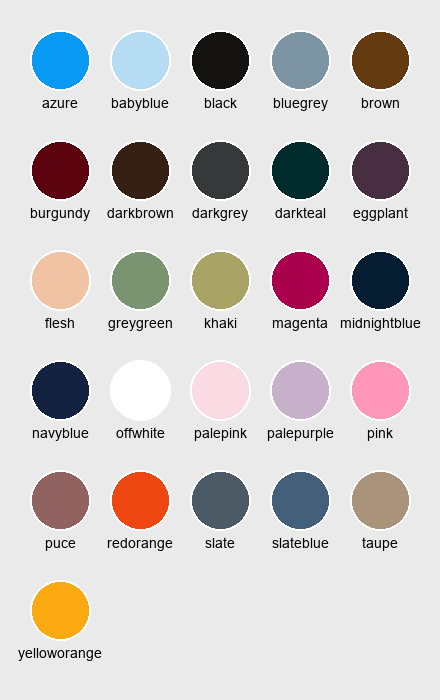 azure babyblue black bluegrey brown
burgundy darkbrown darkgrey darkteal eggplant
flesh greygreen khaki magenta midnightblue
navyblue offwhite palepink palepurple pink
puce redorange slate slateblue taupe
yelloworange